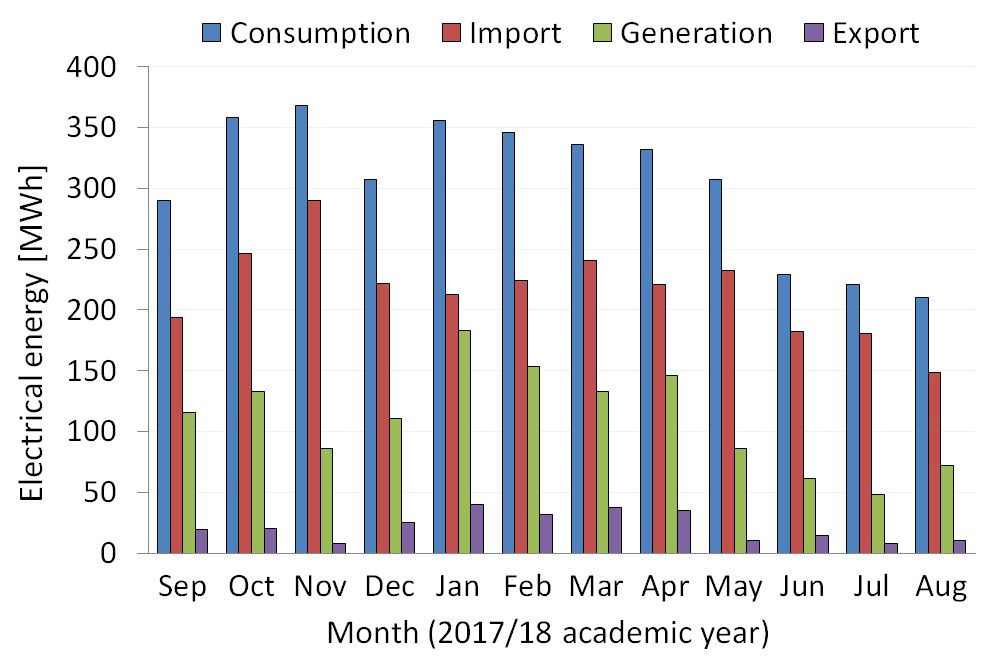 Consumption Import Generation Export
400
350
300
250
200
150
100
50
0
Electrical energy [MWh]
Sep Oct Nov Dec Jan Feb Mar Apr May Jun Jul Aug
Month (2017/18 academic year)